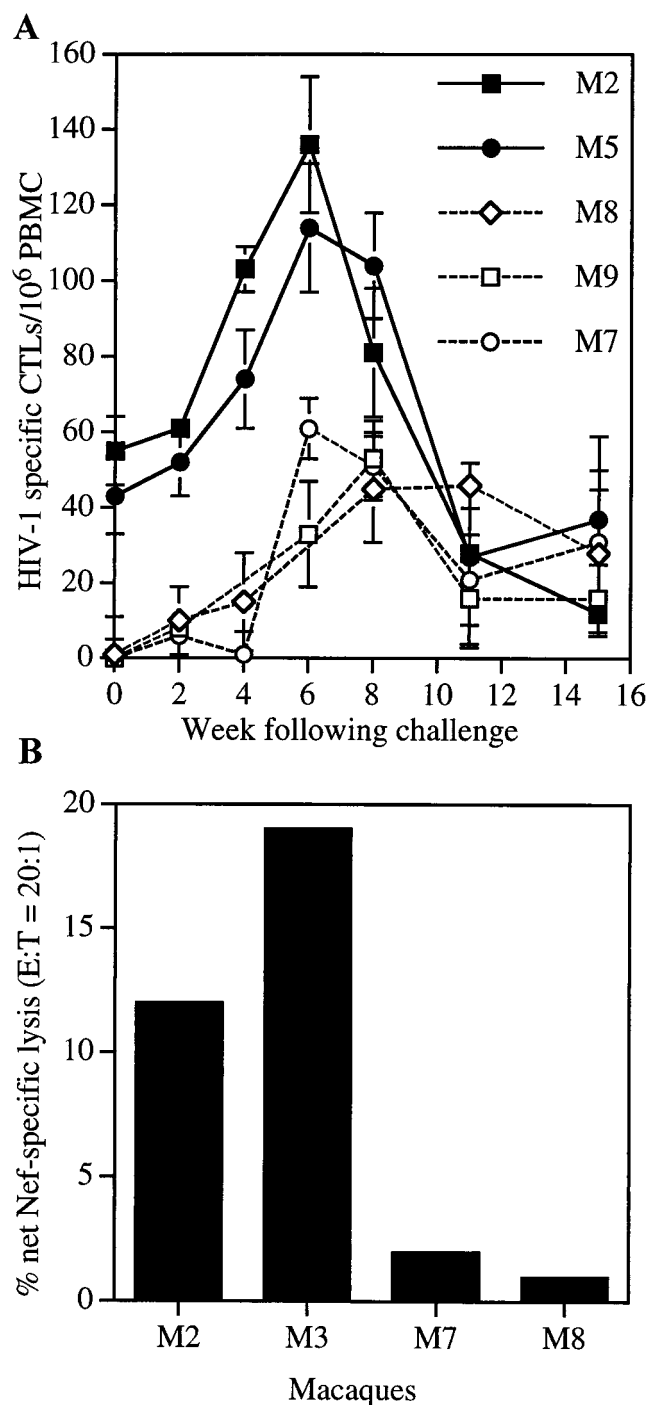 A
HIV-1 specific CTLs/10⁶ PBMC
160
140
120
100
80
60
40
20
0
M2
M5
M8
M9
M7
0 2 4 6 8 10 12 14 16
Week following challenge
B
% net Nef-specific lysis (E:T = 20:1)
20
15
10
5
0
M2 M3 M7 M8
Macaques